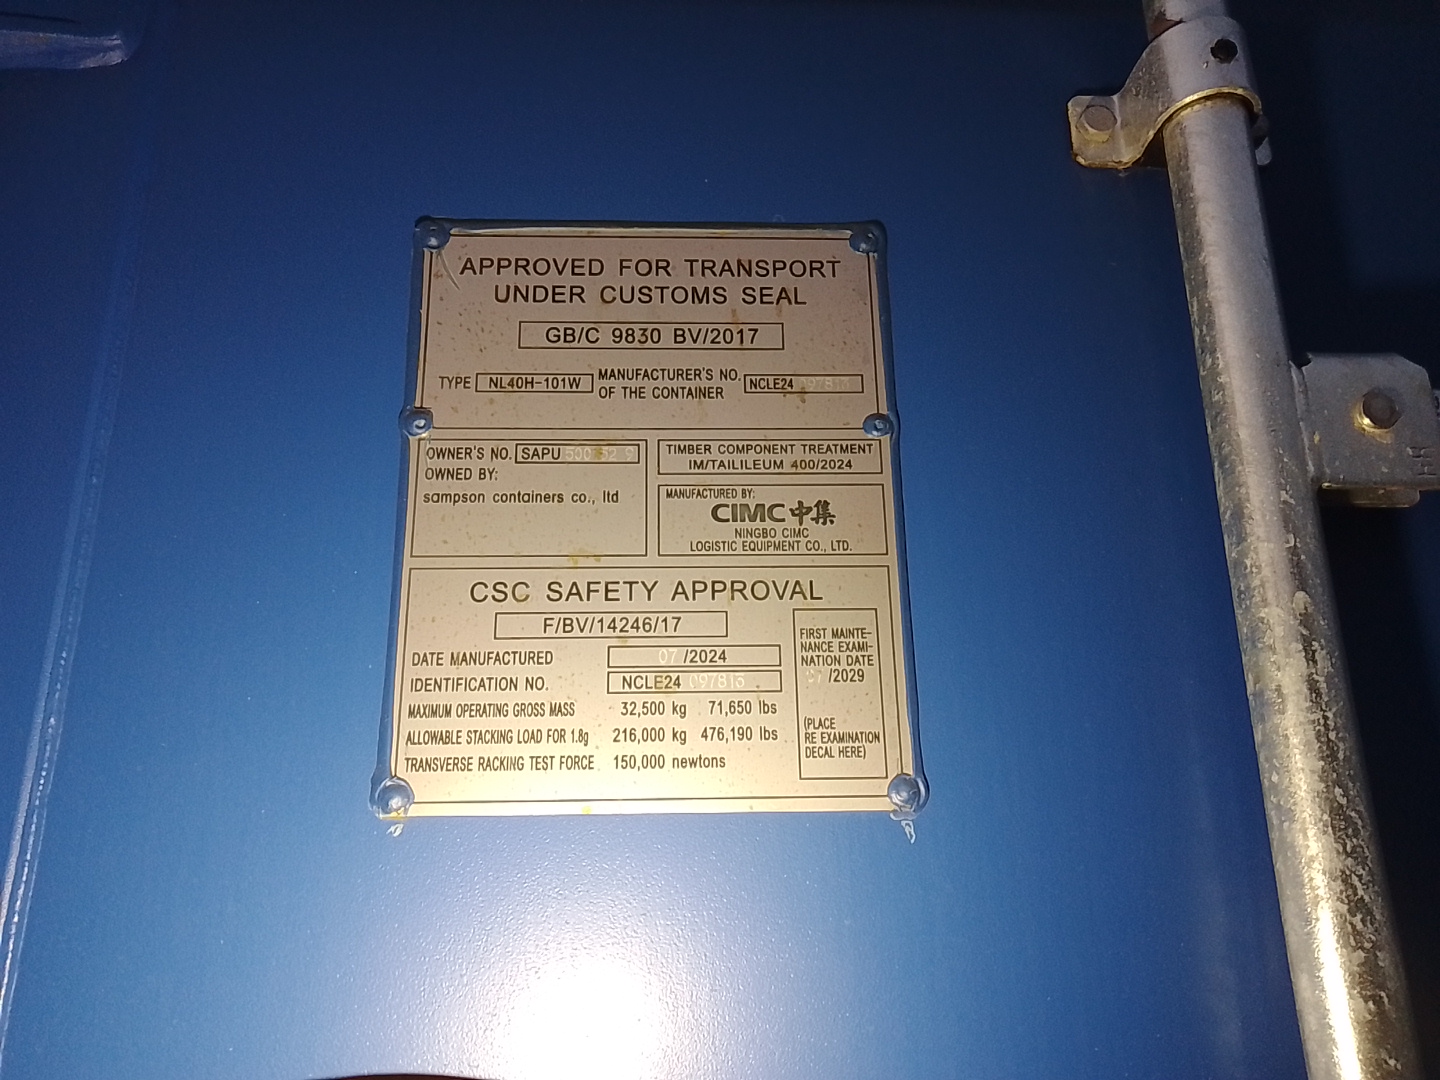 APPROVED FOR TRANSPORT
UNDER CUSTOMS SEAL
GB/C 9830 BV/2017
TYPE NL40H-101W MANUFACTURER'S NO. OF THE CONTAINER NCLE24
OWNER'S NO. SAPU
OWNED BY:
sampson containers co., ltd
TIMBER COMPONENT TREATMENT
IM/TAILILEUM 400/2024
MANUFACTURED BY:
CIMC中集
NINGBO CIMC
LOGISTIC EQUIPMENT CO., LTD.
CSC SAFETY APPROVAL
F/BV/14246/17
DATE MANUFACTURED 07/2024
IDENTIFICATION NO. NCLE24
MAXIMUM OPERATING GROSS MASS 32,500 kg 71,650 lbs
ALLOWABLE STACKING LOAD FOR 1.8g 216,000 kg 476,190 lbs
TRANSVERSE RACKING TEST FORCE 150,000 newtons
FIRST MAINTE-
NANCE EXAMI-
NATION DATE
/2029
(PLACE
RE EXAMINATION
DECAL HERE)